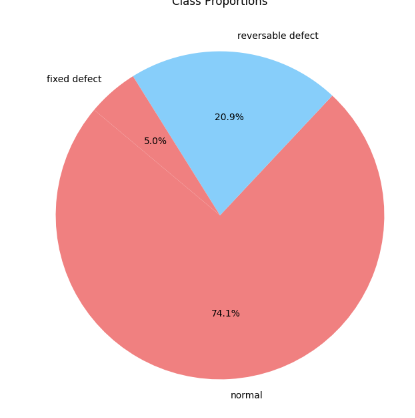 Class Proportions
reversable defect
fixed defect
20.9%
5.0%
74.1%
normal